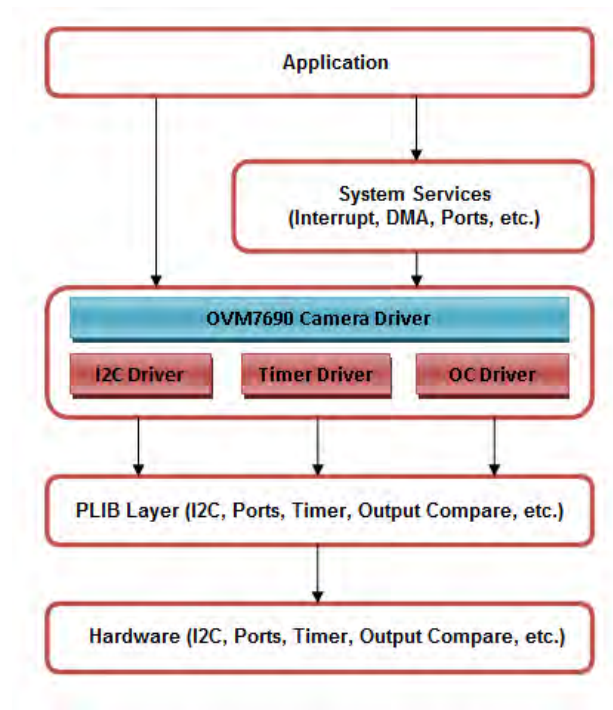 Application
System Services
(Interrupt, DMA, Ports, etc.)
OVM7690 Camera Driver
I2C Driver
Timer Driver
OC Driver
PLIB Layer (I2C, Ports, Timer, Output Compare, etc.)
Hardware (I2C, Ports, Timer, Output Compare, etc.)